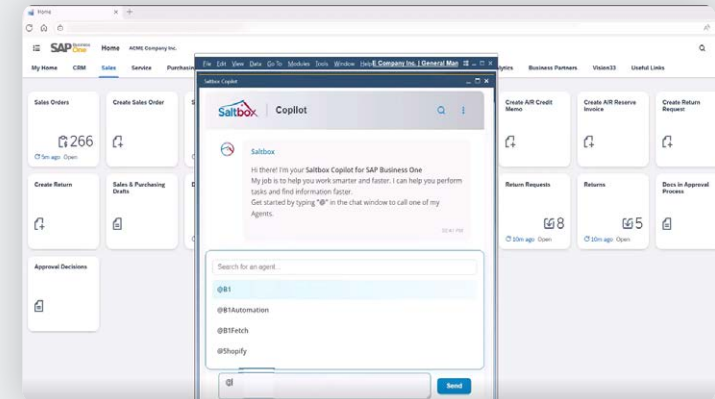 Home
SAP Business One
Home
ACME Company Inc.
My Home
CRM
Sales
Service
Business Partners
Vision33
Useful Links
File Edit View Data Go To Modules Tools Window Help
E Company Inc. | General Man
Saltbox Copilot
Saltbox | Copilot
Saltbox
Hi there! I'm your Saltbox Copilot for SAP Business One
My job is to help you work smarter and faster. I can help you perform
tasks and find information faster.
Get started by typing "@" in the chat window to call one of my
Agents.
Search for an agent...
@B1
@B1Automation
@B1Fetch
@Shopify
@
Send
Sales Orders
266
5m ago Open
Create Sales Order
Create A/R Credit
Memo
Create A/R Reserve
Invoice
Create Return
Request
Create Return
Sales & Purchasing
Drafts
Return Requests
8
10m ago Open
Returns
5
10m ago Open
Docs in Approval
Process
Approval Decisions